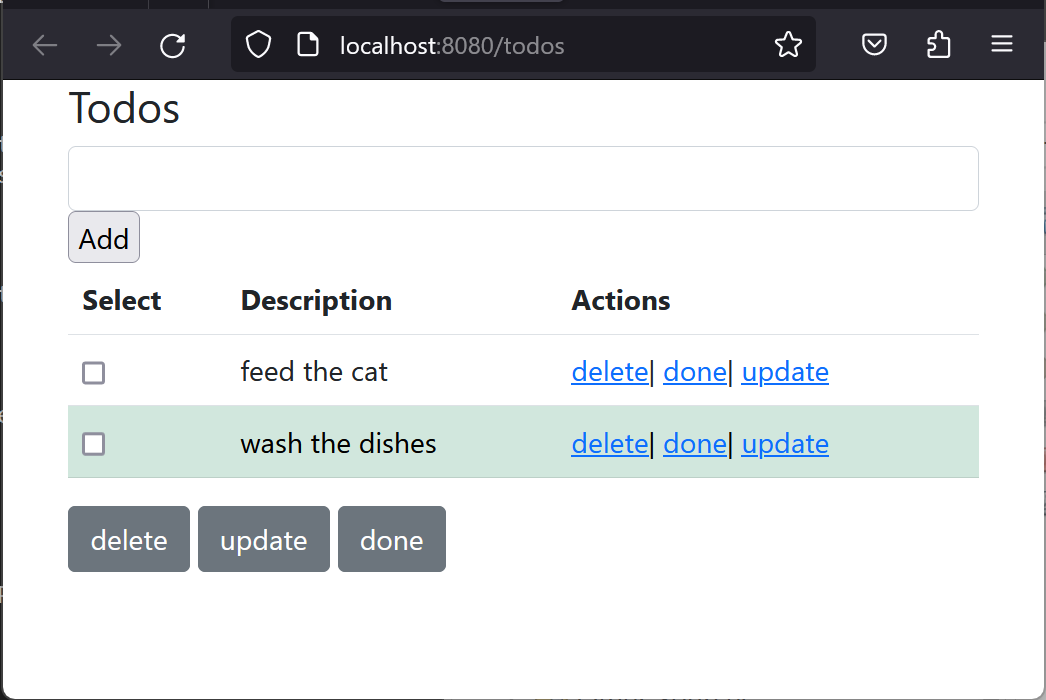 localhost:8080/todos
Todos
Add
Select Description Actions
feed the cat delete| done| update
wash the dishes delete| done| update
delete update done